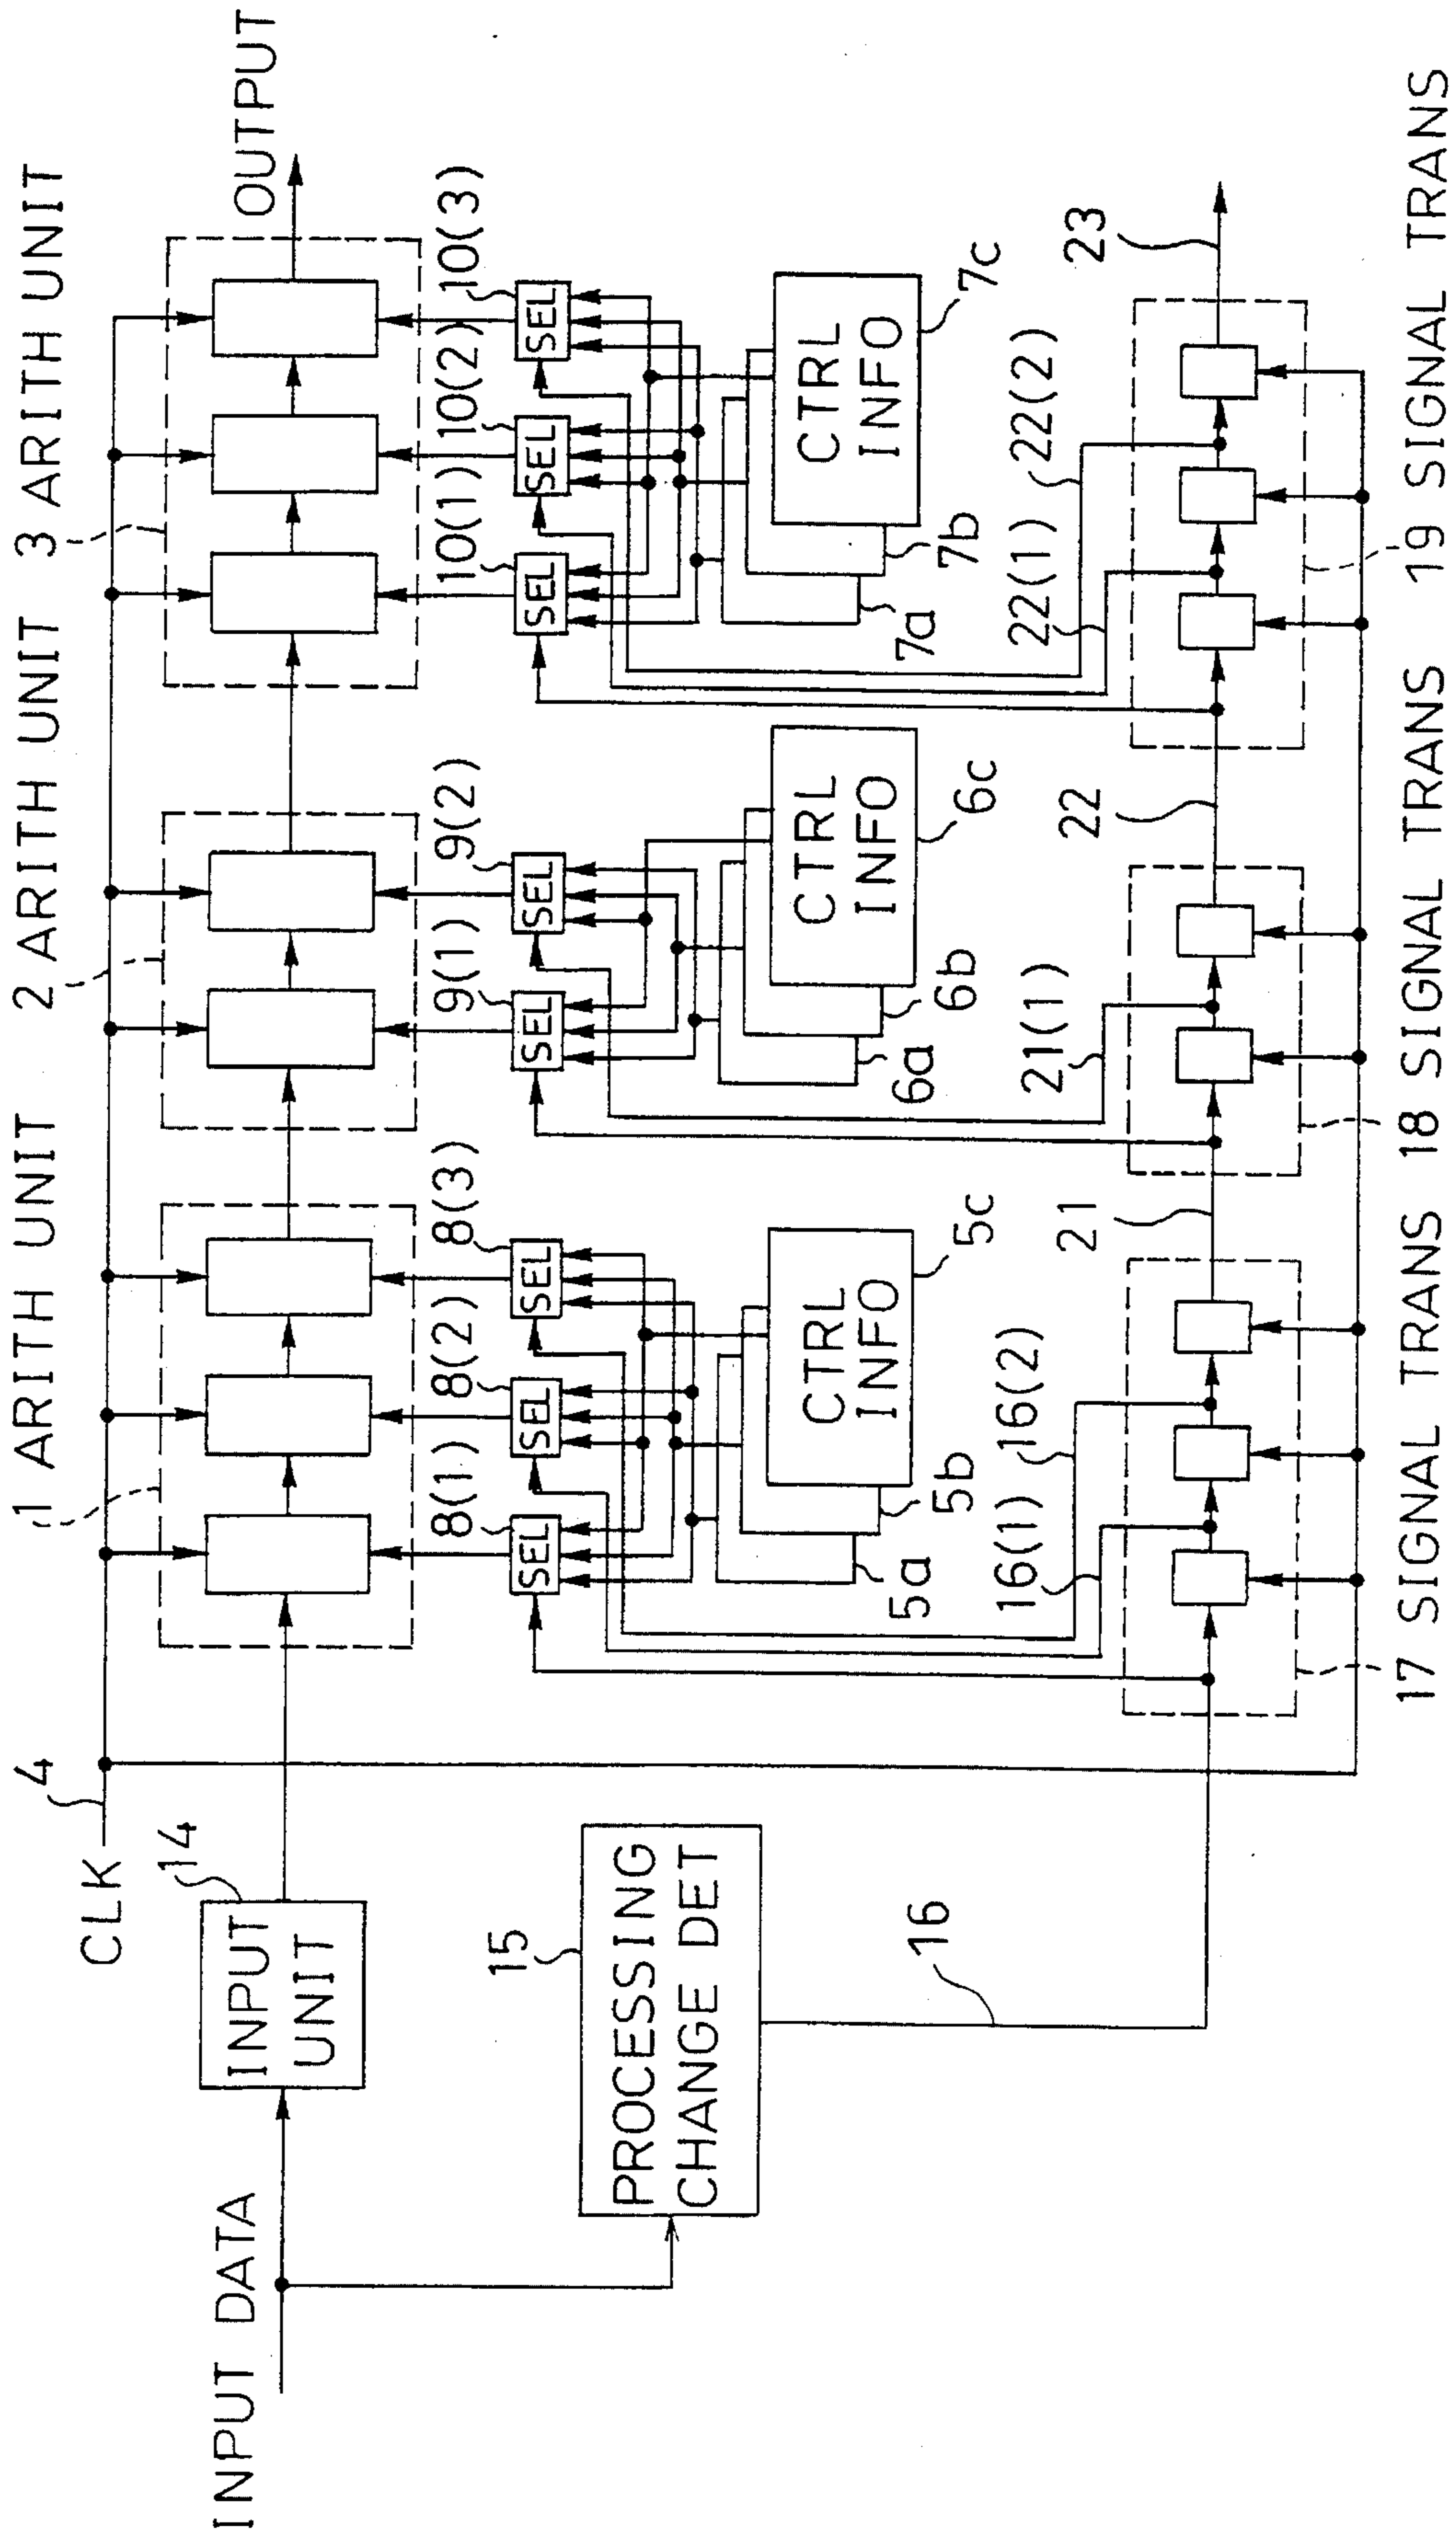 1 ARITH UNIT
2 ARITH UNIT
3 ARITH UNIT
4
CLK
14
INPUT
UNIT
INPUT DATA
OUTPUT
8(1)
8(2)
8(3)
9(1)
9(2)
10(1)
10(2)
10(3)
SEL
SEL
SEL
SEL
SEL
SEL
SEL
SEL
15
PROCESSING
CHANGE DET
CTRL
INFO
5a
5b
5c
CTRL
INFO
6a
6b
6c
CTRL
INFO
7a
7b
7c
16
16(1)
16(2)
21
21(1)
22
22(1)
22(2)
23
17 SIGNAL TRANS
18 SIGNAL TRANS
19 SIGNAL TRANS